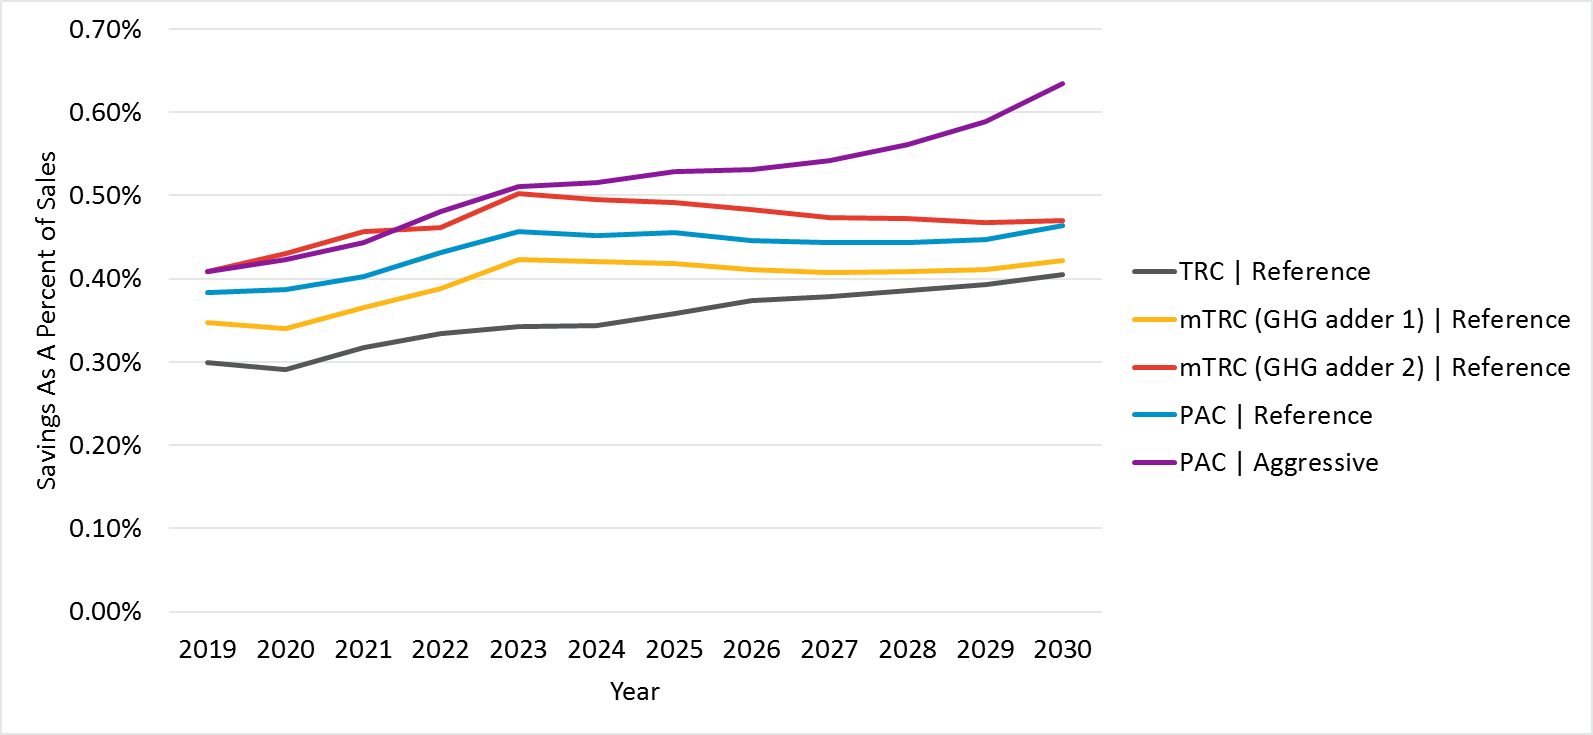 0.70%
0.60%
0.50%
0.40%
0.30%
0.20%
0.10%
0.00%
Savings As A Percent of Sales
2019 2020 2021 2022 2023 2024 2025 2026 2027 2028 2029 2030
Year
TRC | Reference
mTRC (GHG adder 1) | Reference
mTRC (GHG adder 2) | Reference
PAC | Reference
PAC | Aggressive